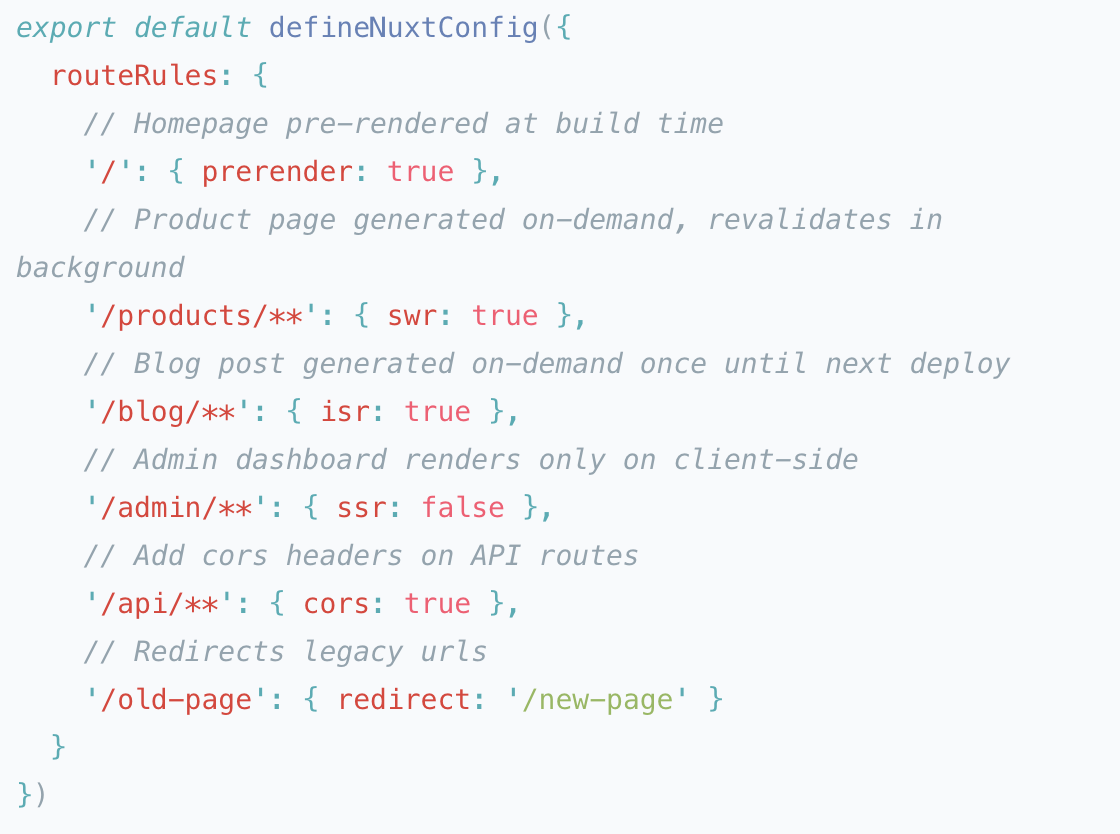 export default defineNuxtConfig({
  routeRules: {
    // Homepage pre-rendered at build time
    '/': { prerender: true },
    // Product page generated on-demand, revalidates in
background
    '/products/**': { swr: true },
    // Blog post generated on-demand once until next deploy
    '/blog/**': { isr: true },
    // Admin dashboard renders only on client-side
    '/admin/**': { ssr: false },
    // Add cors headers on API routes
    '/api/**': { cors: true },
    // Redirects legacy urls
    '/old-page': { redirect: '/new-page' }
  }
})